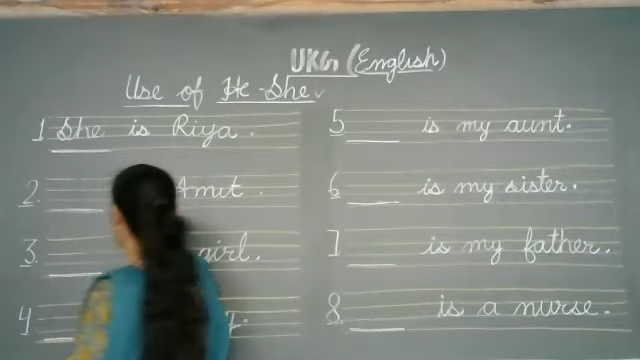 UKG (English)
Use of He-She
1. She is Riya.
2. Amit.
3. girl.
4
5 is my aunt.
6 is my sister.
7 is my father.
8. is a nurse.